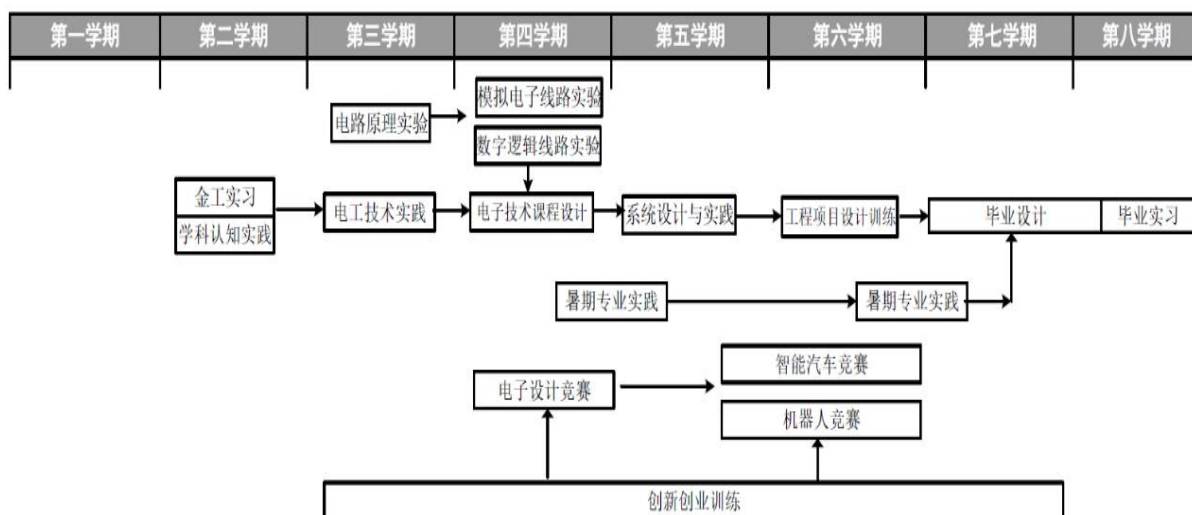 第一学期 第二学期 第三学期 第四学期 第五学期 第六学期 第七学期 第八学期
模拟电子线路实验
电路原理实验
数字逻辑线路实验
金工实习
学科认知实践
电工技术实践
电子技术课程设计
系统设计与实践
工程项目设计训练
毕业设计
毕业实习
暑期专业实践
暑期专业实践
智能汽车竞赛
电子设计竞赛
机器人竞赛
创新创业训练